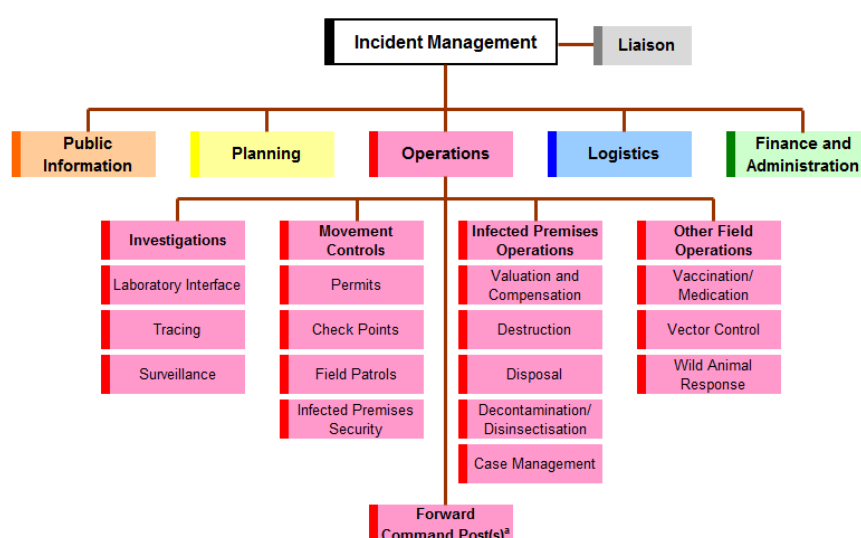 Incident Management
Liaison
Public
Information
Planning
Operations
Logistics
Finance and
Administration
Investigations
Laboratory Interface
Tracing
Surveillance
Movement
Controls
Permits
Check Points
Field Patrols
Infected Premises
Security
Infected Premises
Operations
Valuation and
Compensation
Destruction
Disposal
Decontamination/
Disinsectisation
Case Management
Other Field
Operations
Vaccination/
Medication
Vector Control
Wild Animal
Response
Forward
Command Post(s)ª